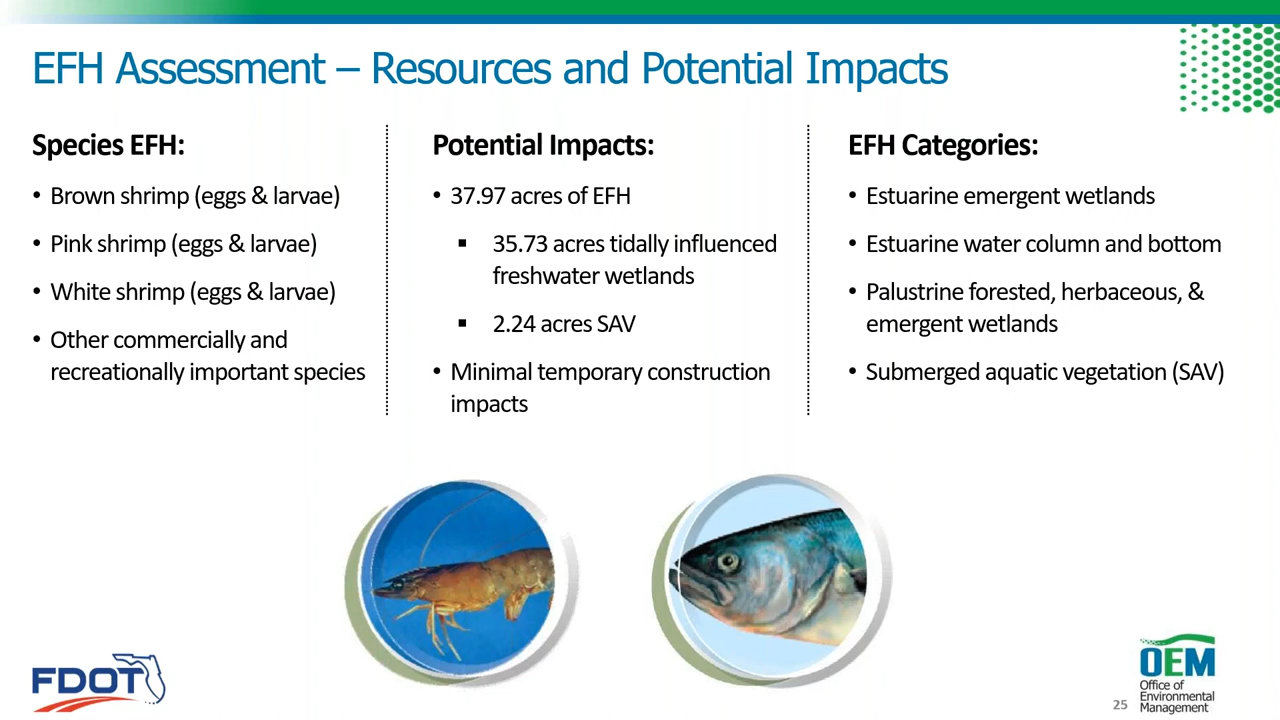 EFH Assessment – Resources and Potential Impacts
Species EFH:
• Brown shrimp (eggs & larvae)
• Pink shrimp (eggs & larvae)
• White shrimp (eggs & larvae)
• Other commercially and
recreationally important species
Potential Impacts:
• 37.97 acres of EFH
▪ 35.73 acres tidally influenced
freshwater wetlands
▪ 2.24 acres SAV
• Minimal temporary construction
impacts
EFH Categories:
• Estuarine emergent wetlands
• Estuarine water column and bottom
• Palustrine forested, herbaceous, &
emergent wetlands
• Submerged aquatic vegetation (SAV)
FDOT
25
OEM
Office of
Environmental
Management